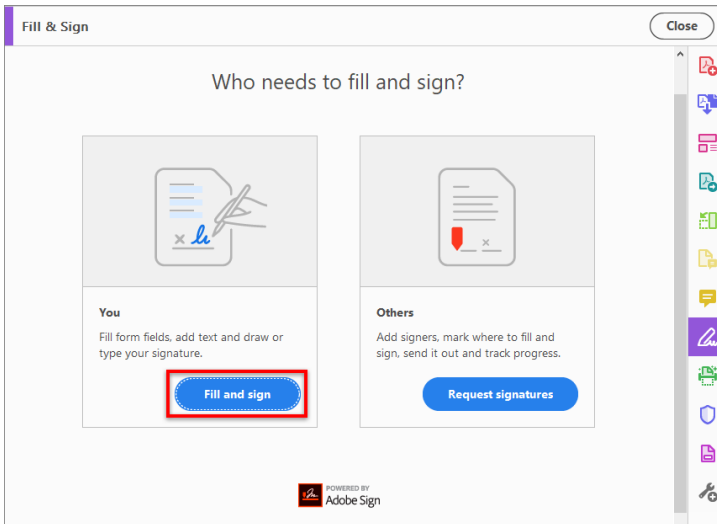 Fill & Sign
Close
Who needs to fill and sign?
You
Fill form fields, add text and draw or
type your signature.
Fill and sign
Others
Add signers, mark where to fill and
sign, send it out and track progress.
Request signatures
POWERED BY
Adobe Sign